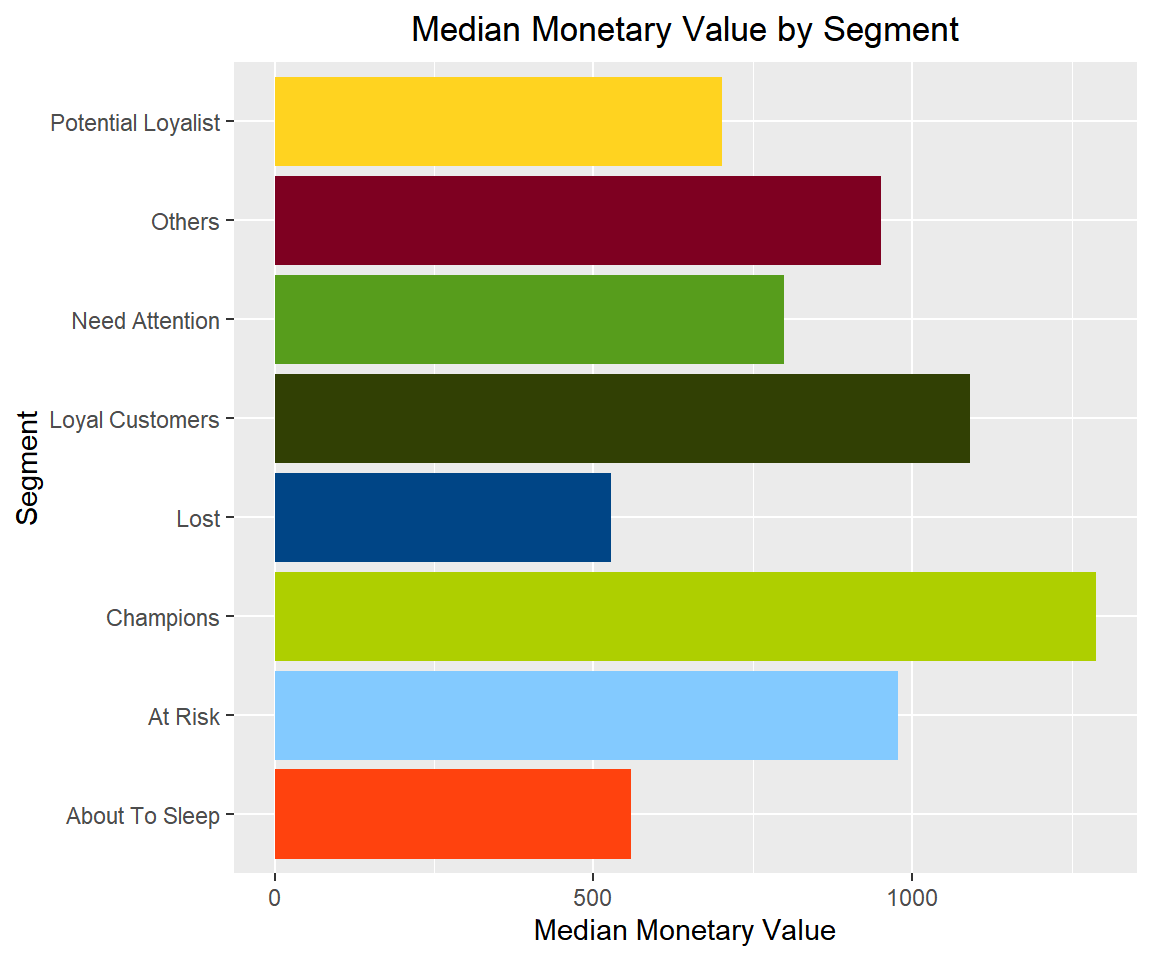 Median Monetary Value by Segment
Potential Loyalist
Others
Need Attention
Loyal Customers
Lost
Champions
At Risk
About To Sleep
Segment
0 500 1000
Median Monetary Value